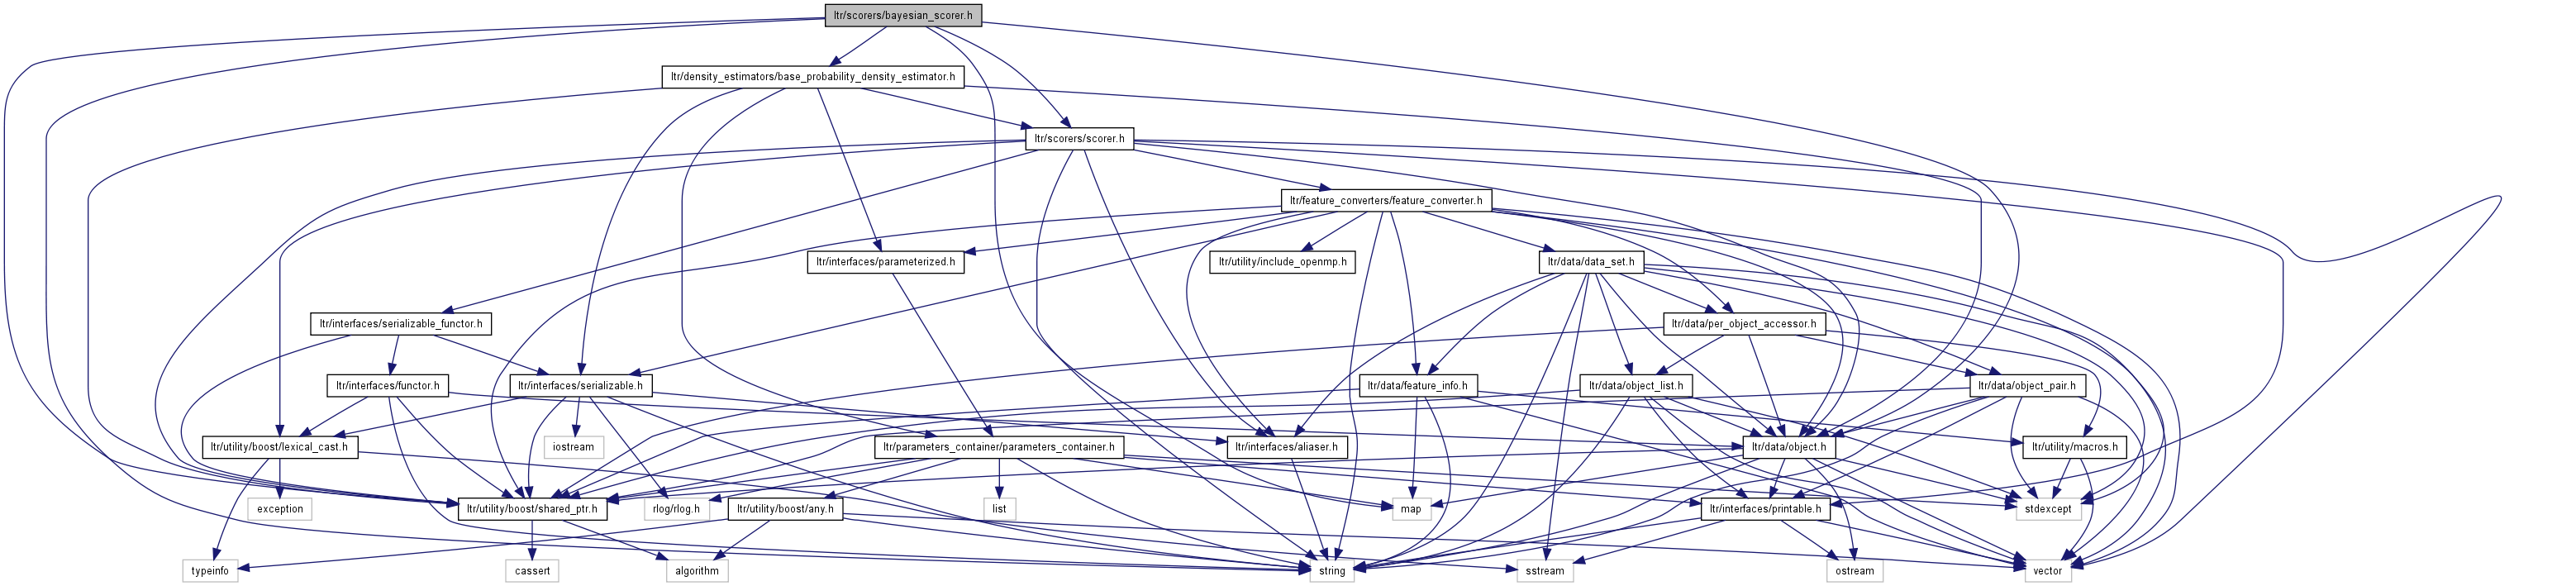 ltr/scorers/bayesian_scorer.h
ltr/density_estimators/base_probability_density_estimator.h
ltr/scorers/scorer.h
ltr/feature_converters/feature_converter.h
ltr/interfaces/parameterized.h
ltr/utility/include_openmp.h
ltr/data/data_set.h
ltr/interfaces/serializable_functor.h
ltr/data/per_object_accessor.h
ltr/interfaces/functor.h
ltr/interfaces/serializable.h
ltr/data/feature_info.h
ltr/data/object_list.h
ltr/data/object_pair.h
ltr/utility/boost/lexical_cast.h
iostream
ltr/parameters_container/parameters_container.h
ltr/interfaces/aliaser.h
ltr/data/object.h
ltr/utility/macros.h
exception
ltr/utility/boost/shared_ptr.h
rlog/rlog.h
ltr/utility/boost/any.h
list
map
ltr/interfaces/printable.h
stdexcept
typeinfo
cassert
algorithm
string
sstream
ostream
vector